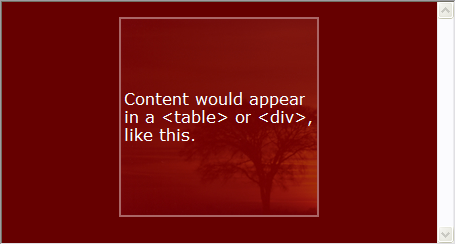 Content would appear
in a <table> or <div>,
like this.